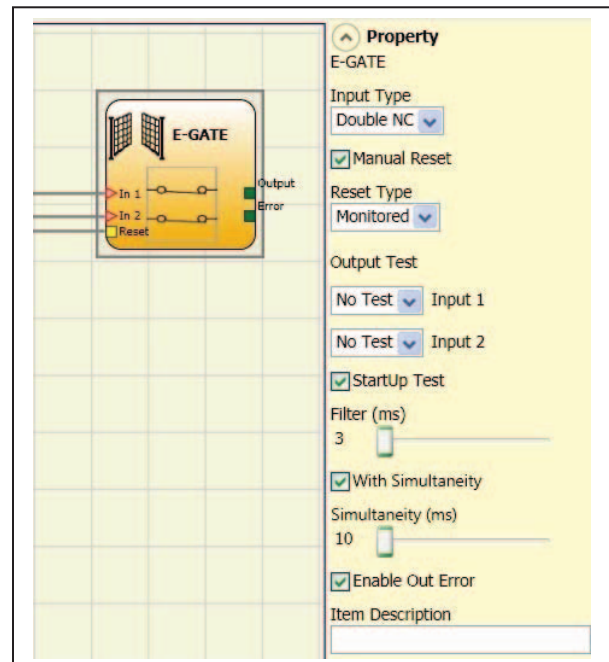 E-GATE
In 1
In 2
Reset
Output
Error
Property
E-GATE
Input Type
Double NC
Manual Reset
Reset Type
Monitored
Output Test
No Test Input 1
No Test Input 2
StartUp Test
Filter (ms)
3
With Simultaneity
Simultaneity (ms)
10
Enable Out Error
Item Description